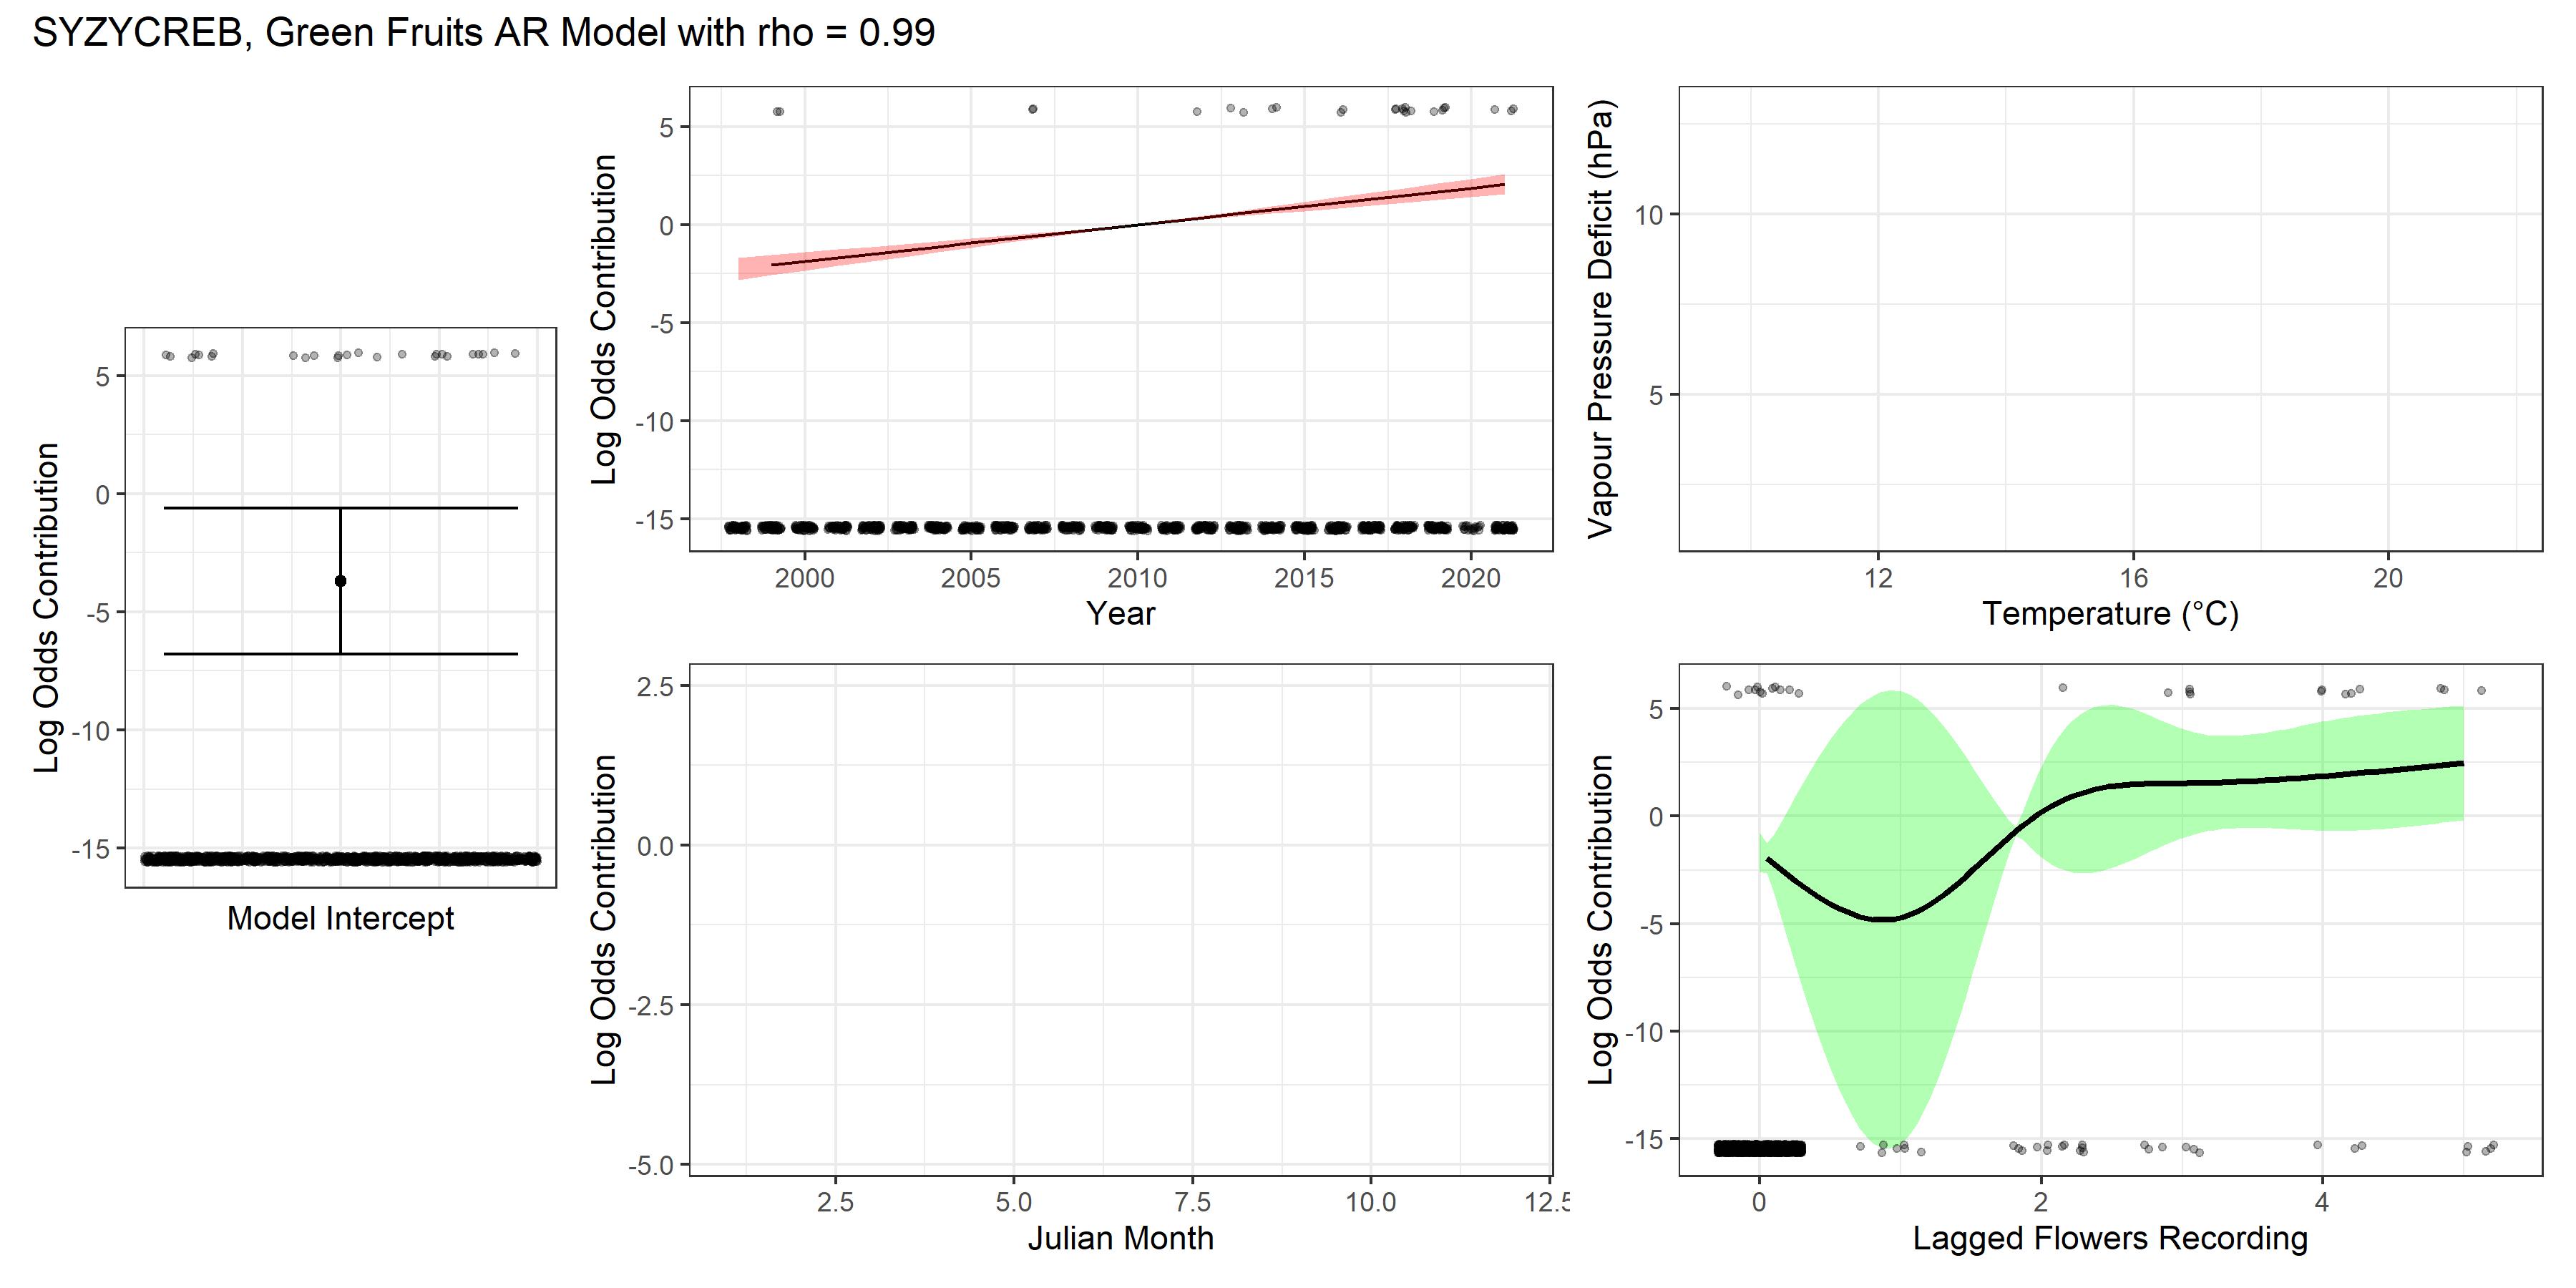 SYZYCREB, Green Fruits AR Model with rho = 0.99
Log Odds Contribution
5
0
-5
-10
-15
Model Intercept
Log Odds Contribution
5
0
-5
-10
-15
2000 2005 2010 2015 2020
Year
Vapour Pressure Deficit (hPa)
10
5
12 16 20
Temperature (°C)
Log Odds Contribution
2.5
0.0
-2.5
-5.0
2.5 5.0 7.5 10.0 12.5
Julian Month
Log Odds Contribution
5
0
-5
-10
-15
0 2 4
Lagged Flowers Recording